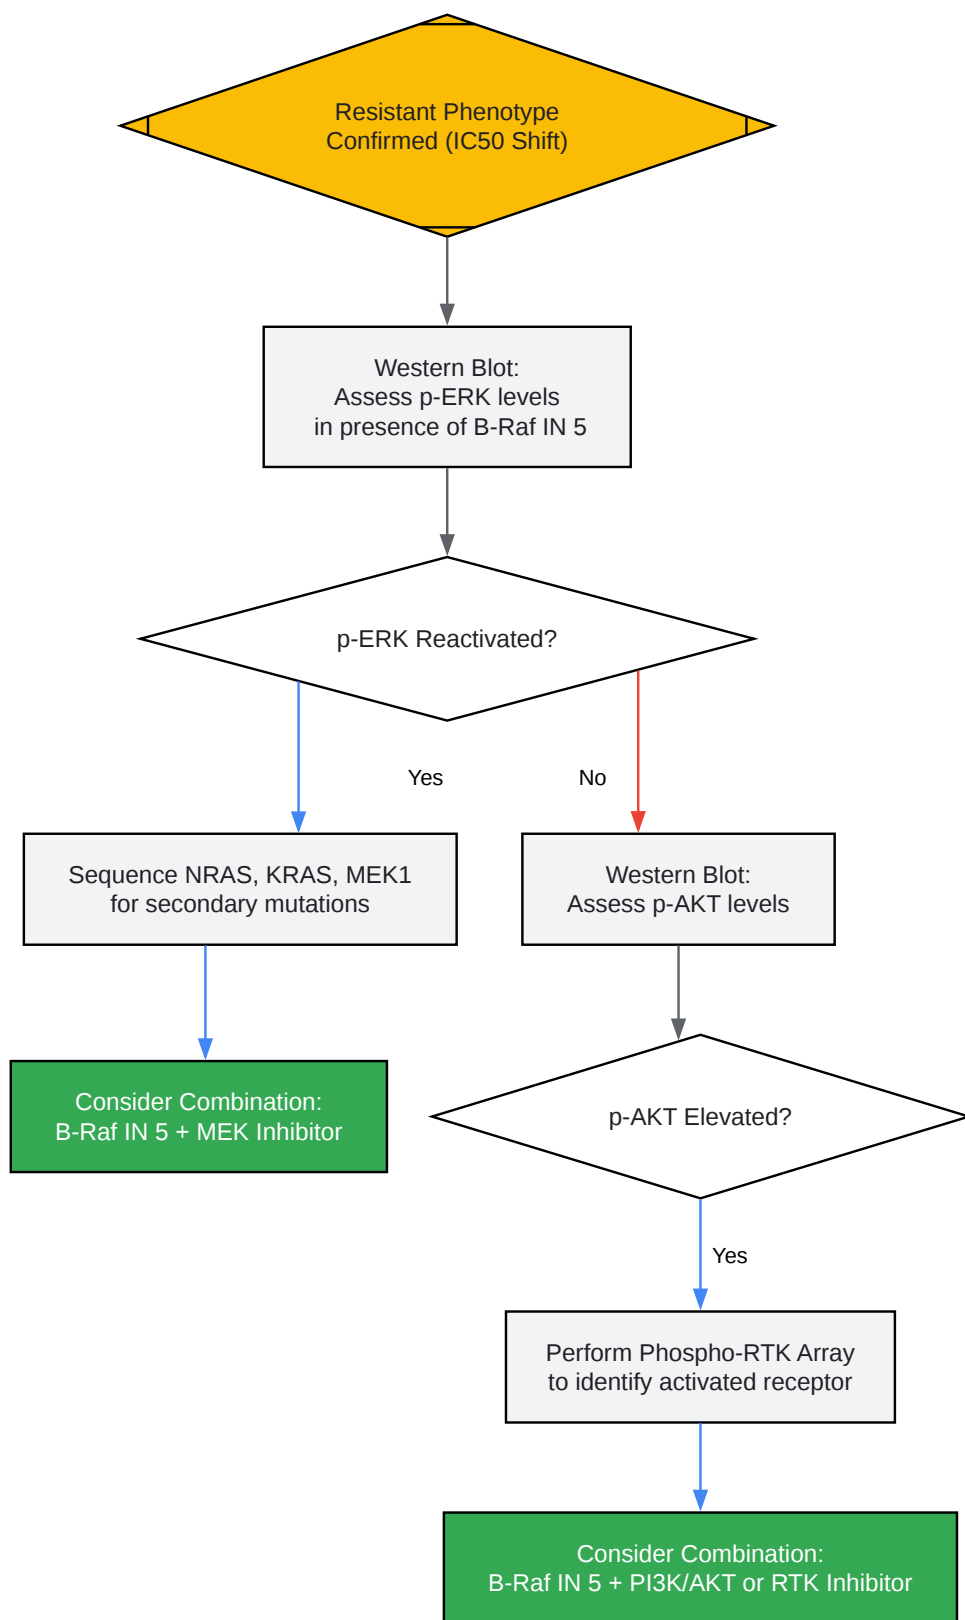 Resistant Phenotype
Confirmed (IC50 Shift)
Western Blot:
Assess p-ERK levels
in presence of B-Raf IN 5
p-ERK Reactivated?
Yes
No
Sequence NRAS, KRAS, MEK1
for secondary mutations
Western Blot:
Assess p-AKT levels
Consider Combination:
B-Raf IN 5 + MEK Inhibitor
p-AKT Elevated?
Yes
Perform Phospho-RTK Array
to identify activated receptor
Consider Combination:
B-Raf IN 5 + PI3K/AKT or RTK Inhibitor